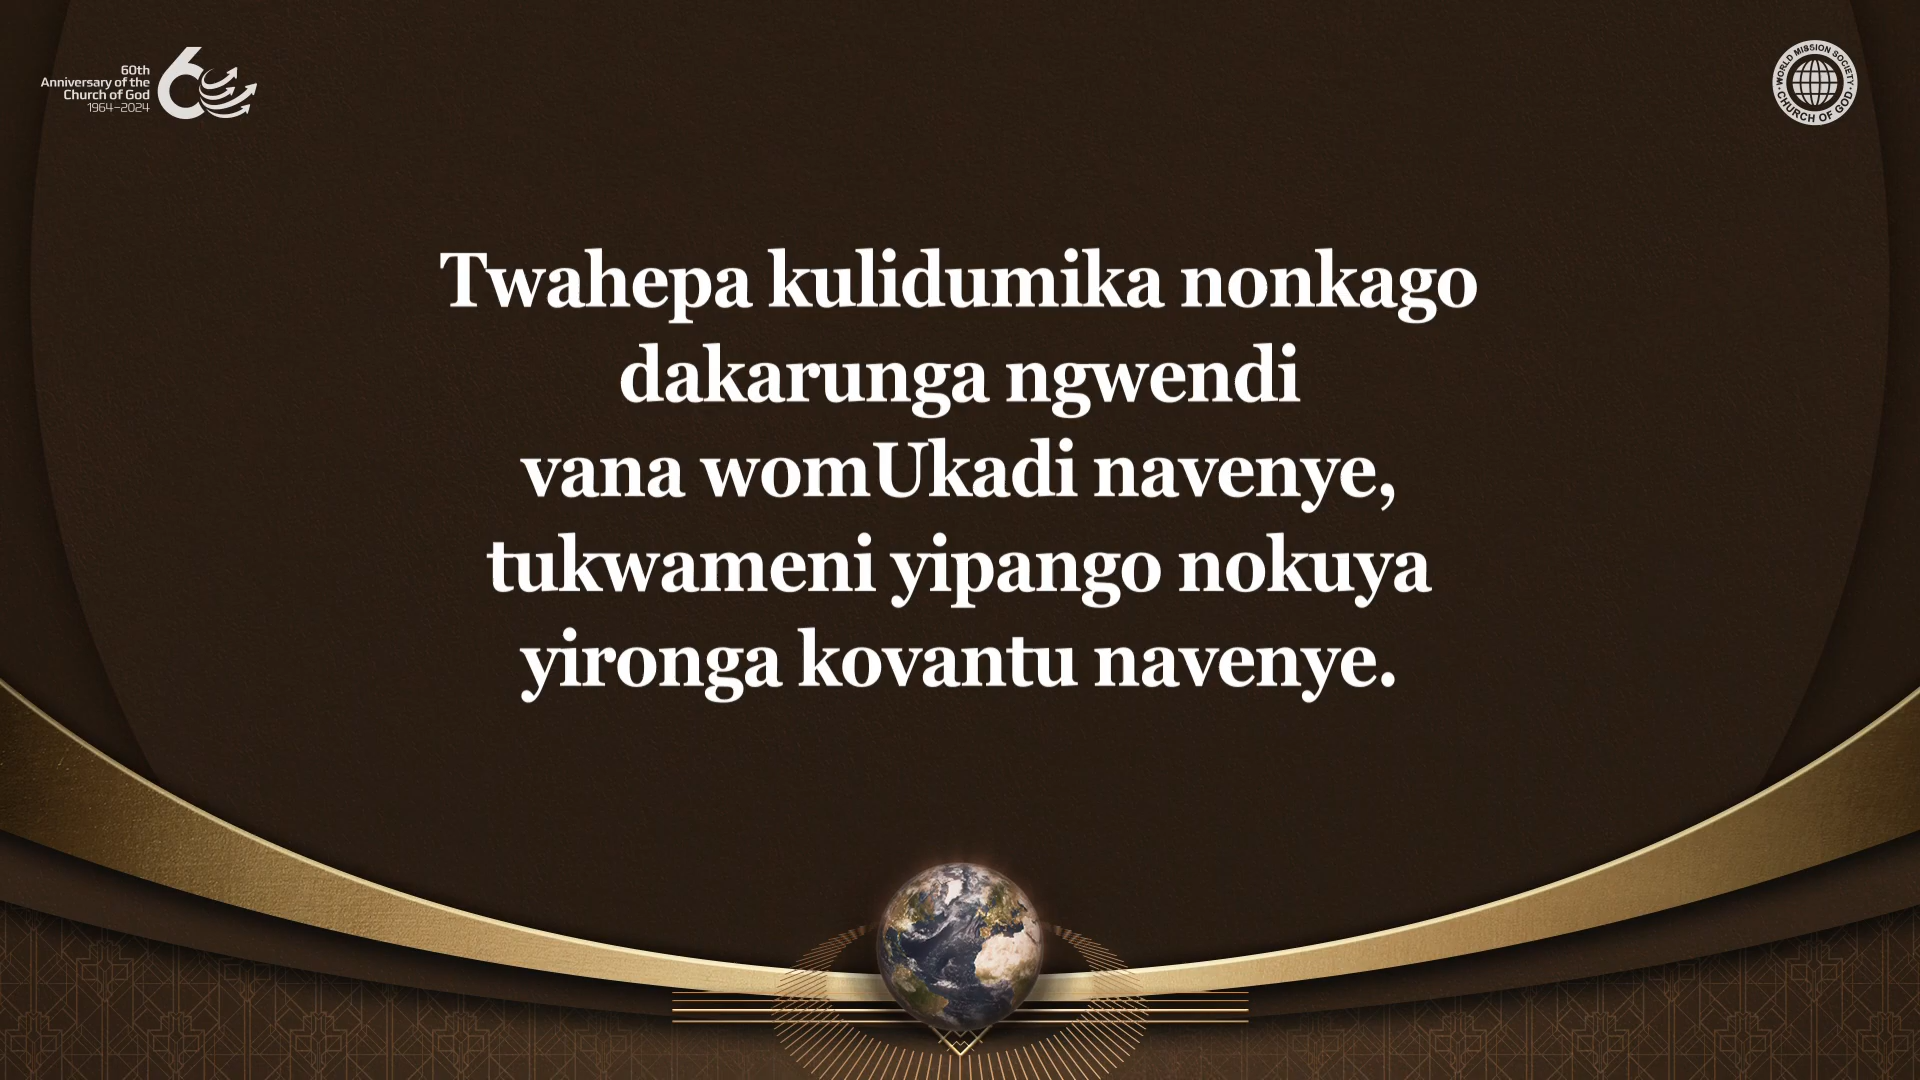 60th
Anniversary of the
Church of God
1964–2024
60
WORLD MISSION SOCIETY
CHURCH OF GOD
Twahepa kulidumika nonkago
dakarunga ngwendi
vana womUkadi navenye,
tukwameni yipango nokuya
yironga kovantu navenye.